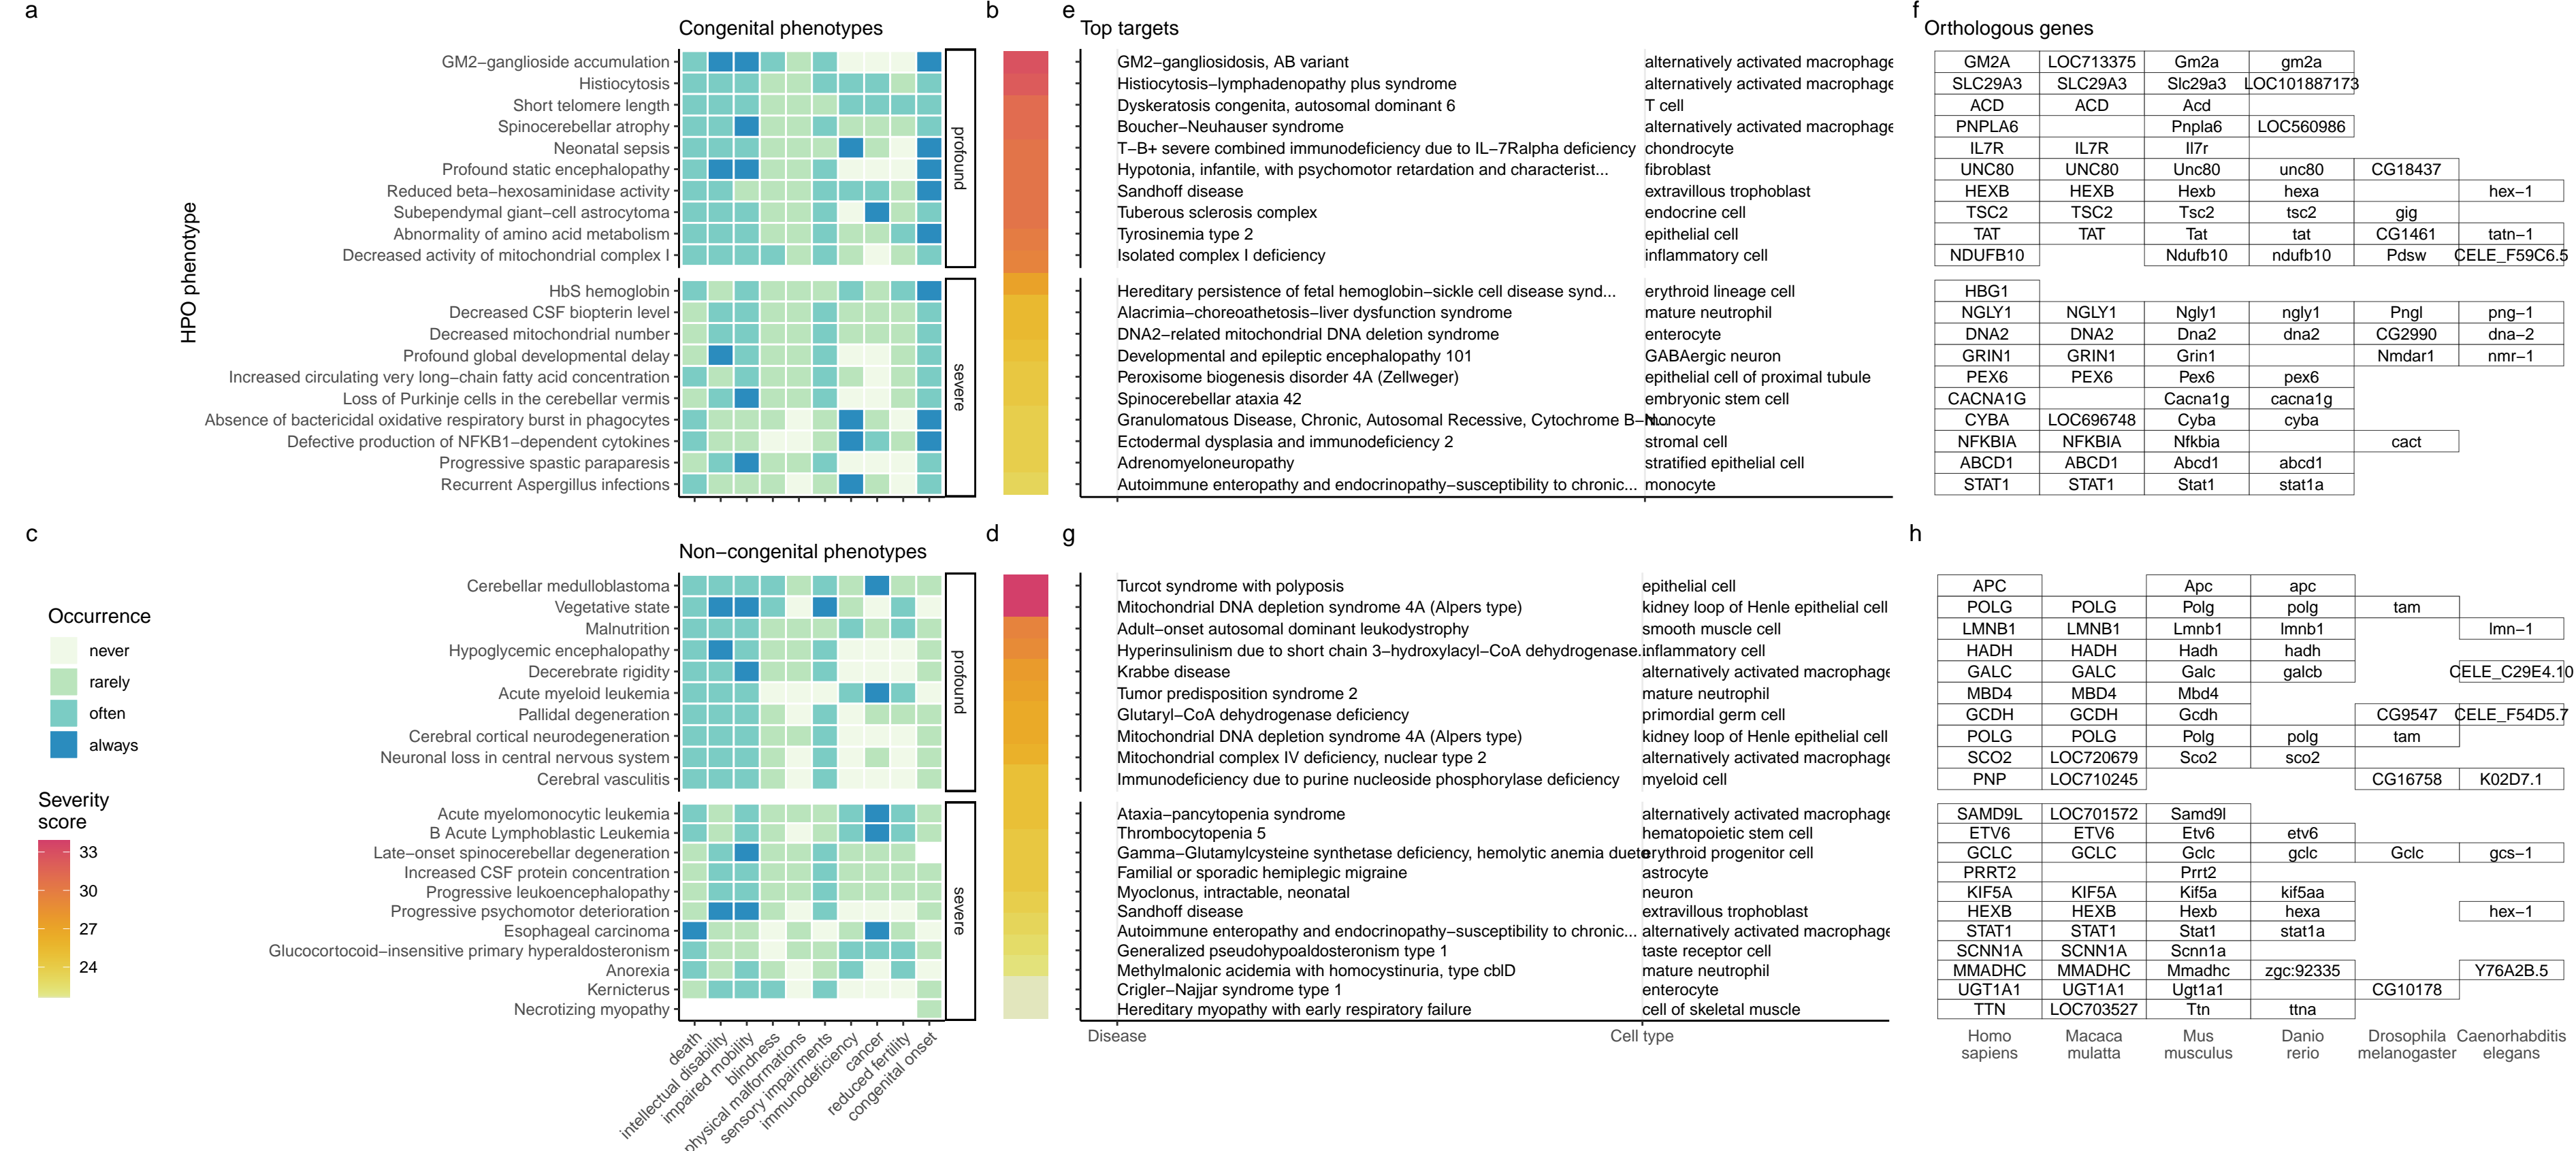 a
b
e
f
Congenital phenotypes
Top targets
Orthologous genes
HPO phenotype
GM2−ganglioside accumulation
Histiocytosis
Short telomere length
Spinocerebellar atrophy
Neonatal sepsis
Profound static encephalopathy
Reduced beta−hexosaminidase activity
Subependymal giant−cell astrocytoma
Abnormality of amino acid metabolism
Decreased activity of mitochondrial complex I
HbS hemoglobin
Decreased CSF biopterin level
Decreased mitochondrial number
Profound global developmental delay
Increased circulating very long−chain fatty acid concentration
Loss of Purkinje cells in the cerebellar vermis
Absence of bactericidal oxidative respiratory burst in phagocytes
Defective production of NFKB1−dependent cytokines
Progressive spastic paraparesis
Recurrent Aspergillus infections
profound
severe
GM2−gangliosidosis, AB variant alternatively activated macrophage
Histiocytosis−lymphadenopathy plus syndrome alternatively activated macrophage
Dyskeratosis congenita, autosomal dominant 6 T cell
Boucher−Neuhauser syndrome alternatively activated macrophage
T−B+ severe combined immunodeficiency due to IL−7Ralpha deficiency chondrocyte
Hypotonia, infantile, with psychomotor retardation and characterist... fibroblast
Sandhoff disease extravillous trophoblast
Tuberous sclerosis complex endocrine cell
Tyrosinemia type 2 epithelial cell
Isolated complex I deficiency inflammatory cell
Hereditary persistence of fetal hemoglobin−sickle cell disease synd... erythroid lineage cell
Alacrimia−choreoathetosis−liver dysfunction syndrome mature neutrophil
DNA2−related mitochondrial DNA deletion syndrome enterocyte
Developmental and epileptic encephalopathy 101 GABAergic neuron
Peroxisome biogenesis disorder 4A (Zellweger) epithelial cell of proximal tubule
Spinocerebellar ataxia 42 embryonic stem cell
Granulomatous Disease, Chronic, Autosomal Recessive, Cytochrome B−N... monocyte
Ectodermal dysplasia and immunodeficiency 2 stromal cell
Adrenomyeloneuropathy stratified epithelial cell
Autoimmune enteropathy and endocrinopathy−susceptibility to chronic... monocyte
GM2A LOC713375 Gm2a gm2a
SLC29A3 SLC29A3 Slc29a3 LOC101887173
ACD ACD Acd
PNPLA6 Pnpla6 LOC560986
IL7R IL7R Il7r
UNC80 UNC80 Unc80 unc80 CG18437
HEXB HEXB Hexb hexa hex−1
TSC2 TSC2 Tsc2 tsc2 gig
TAT TAT Tat tat CG1461 tatn−1
NDUFB10 Ndufb10 ndufb10 Pdsw CELE_F59C6.5
HBG1
NGLY1 NGLY1 Ngly1 ngly1 Pngl png−1
DNA2 DNA2 Dna2 dna2 CG2990 dna−2
GRIN1 GRIN1 Grin1 Nmdar1 nmr−1
PEX6 PEX6 Pex6 pex6
CACNA1G Cacna1g cacna1g
CYBA LOC696748 Cyba cyba
NFKBIA NFKBIA Nfkbia cact
ABCD1 ABCD1 Abcd1 abcd1
STAT1 STAT1 Stat1 stat1a
c
d
g
h
Non−congenital phenotypes
Cerebellar medulloblastoma
Vegetative state
Malnutrition
Hypoglycemic encephalopathy
Decerebrate rigidity
Acute myeloid leukemia
Pallidal degeneration
Cerebral cortical neurodegeneration
Neuronal loss in central nervous system
Cerebral vasculitis
Acute myelomonocytic leukemia
B Acute Lymphoblastic Leukemia
Late−onset spinocerebellar degeneration
Increased CSF protein concentration
Progressive leukoencephalopathy
Progressive psychomotor deterioration
Esophageal carcinoma
Glucocortocoid−insensitive primary hyperaldosteronism
Anorexia
Kernicterus
Necrotizing myopathy
profound
severe
death
intellectual disability
impaired mobility
blindness
physical malformations
sensory impairments
immunodeficiency
cancer
reduced fertility
congenital onset
Occurrence
never
rarely
often
always
Severity
score
33
30
27
24
Turcot syndrome with polyposis epithelial cell
Mitochondrial DNA depletion syndrome 4A (Alpers type) kidney loop of Henle epithelial cell
Adult−onset autosomal dominant leukodystrophy smooth muscle cell
Hyperinsulinism due to short chain 3−hydroxylacyl−CoA dehydrogenase. inflammatory cell
Krabbe disease alternatively activated macrophage
Tumor predisposition syndrome 2 mature neutrophil
Glutaryl−CoA dehydrogenase deficiency primordial germ cell
Mitochondrial DNA depletion syndrome 4A (Alpers type) kidney loop of Henle epithelial cell
Mitochondrial complex IV deficiency, nuclear type 2 alternatively activated macrophage
Immunodeficiency due to purine nucleoside phosphorylase deficiency myeloid cell
Ataxia−pancytopenia syndrome alternatively activated macrophage
Thrombocytopenia 5 hematopoietic stem cell
Gamma−Glutamylcysteine synthetase deficiency, hemolytic anemia due to erythroid progenitor cell
Familial or sporadic hemiplegic migraine astrocyte
Myoclonus, intractable, neonatal neuron
Sandhoff disease extravillous trophoblast
Autoimmune enteropathy and endocrinopathy−susceptibility to chronic... alternatively activated macrophage
Generalized pseudohypoaldosteronism type 1 taste receptor cell
Methylmalonic acidemia with homocystinuria, type cblD mature neutrophil
Crigler−Najjar syndrome type 1 enterocyte
Hereditary myopathy with early respiratory failure cell of skeletal muscle
Disease Cell type
APC Apc apc
POLG POLG Polg polg tam
LMNB1 LMNB1 Lmnb1 lmnb1 lmn−1
HADH HADH Hadh hadh
GALC GALC Galc galcb CELE_C29E4.10
MBD4 MBD4 Mbd4
GCDH GCDH Gcdh CG9547 CELE_F54D5.7
POLG POLG Polg polg tam
SCO2 LOC720679 Sco2 sco2
PNP LOC710245 CG16758 K02D7.1
SAMD9L LOC701572 Samd9l
ETV6 ETV6 Etv6 etv6
GCLC GCLC Gclc gclc Gclc gcs−1
PRRT2 Prrt2
KIF5A KIF5A Kif5a kif5aa
HEXB HEXB Hexb hexa hex−1
STAT1 STAT1 Stat1 stat1a
SCNN1A SCNN1A Scnn1a
MMADHC MMADHC Mmadhc zgc:92335 Y76A2B.5
UGT1A1 UGT1A1 Ugt1a1 CG10178
TTN LOC703527 Ttn ttna
Homo Macaca Mus Danio Drosophila Caenorhabditis
sapiens mulatta musculus rerio melanogaster elegans